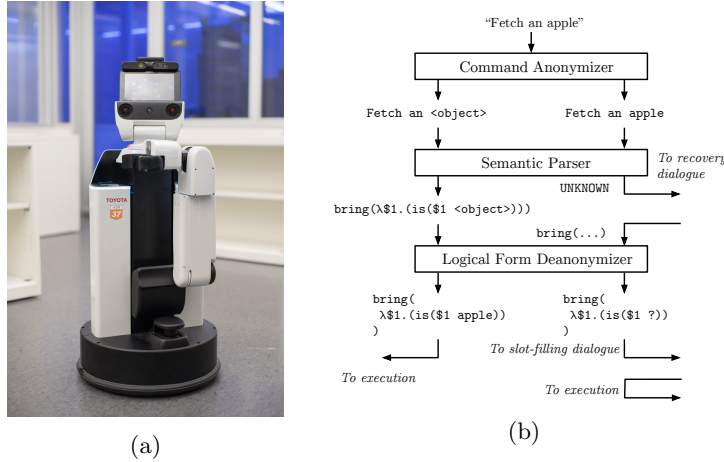 TOYOTA
37
(a)
“Fetch an apple”
Command Anonymizer
Fetch an <object>
Fetch an apple
Semantic Parser
To recovery
dialogue
UNKNOWN
bring(λ$1.(is($1 <object>)))
bring(...)
Logical Form Deanonymizer
bring(
λ$1.(is($1 apple))
)
bring(
λ$1.(is($1 ?))
)
To slot-filling dialogue
To execution
To execution
(b)